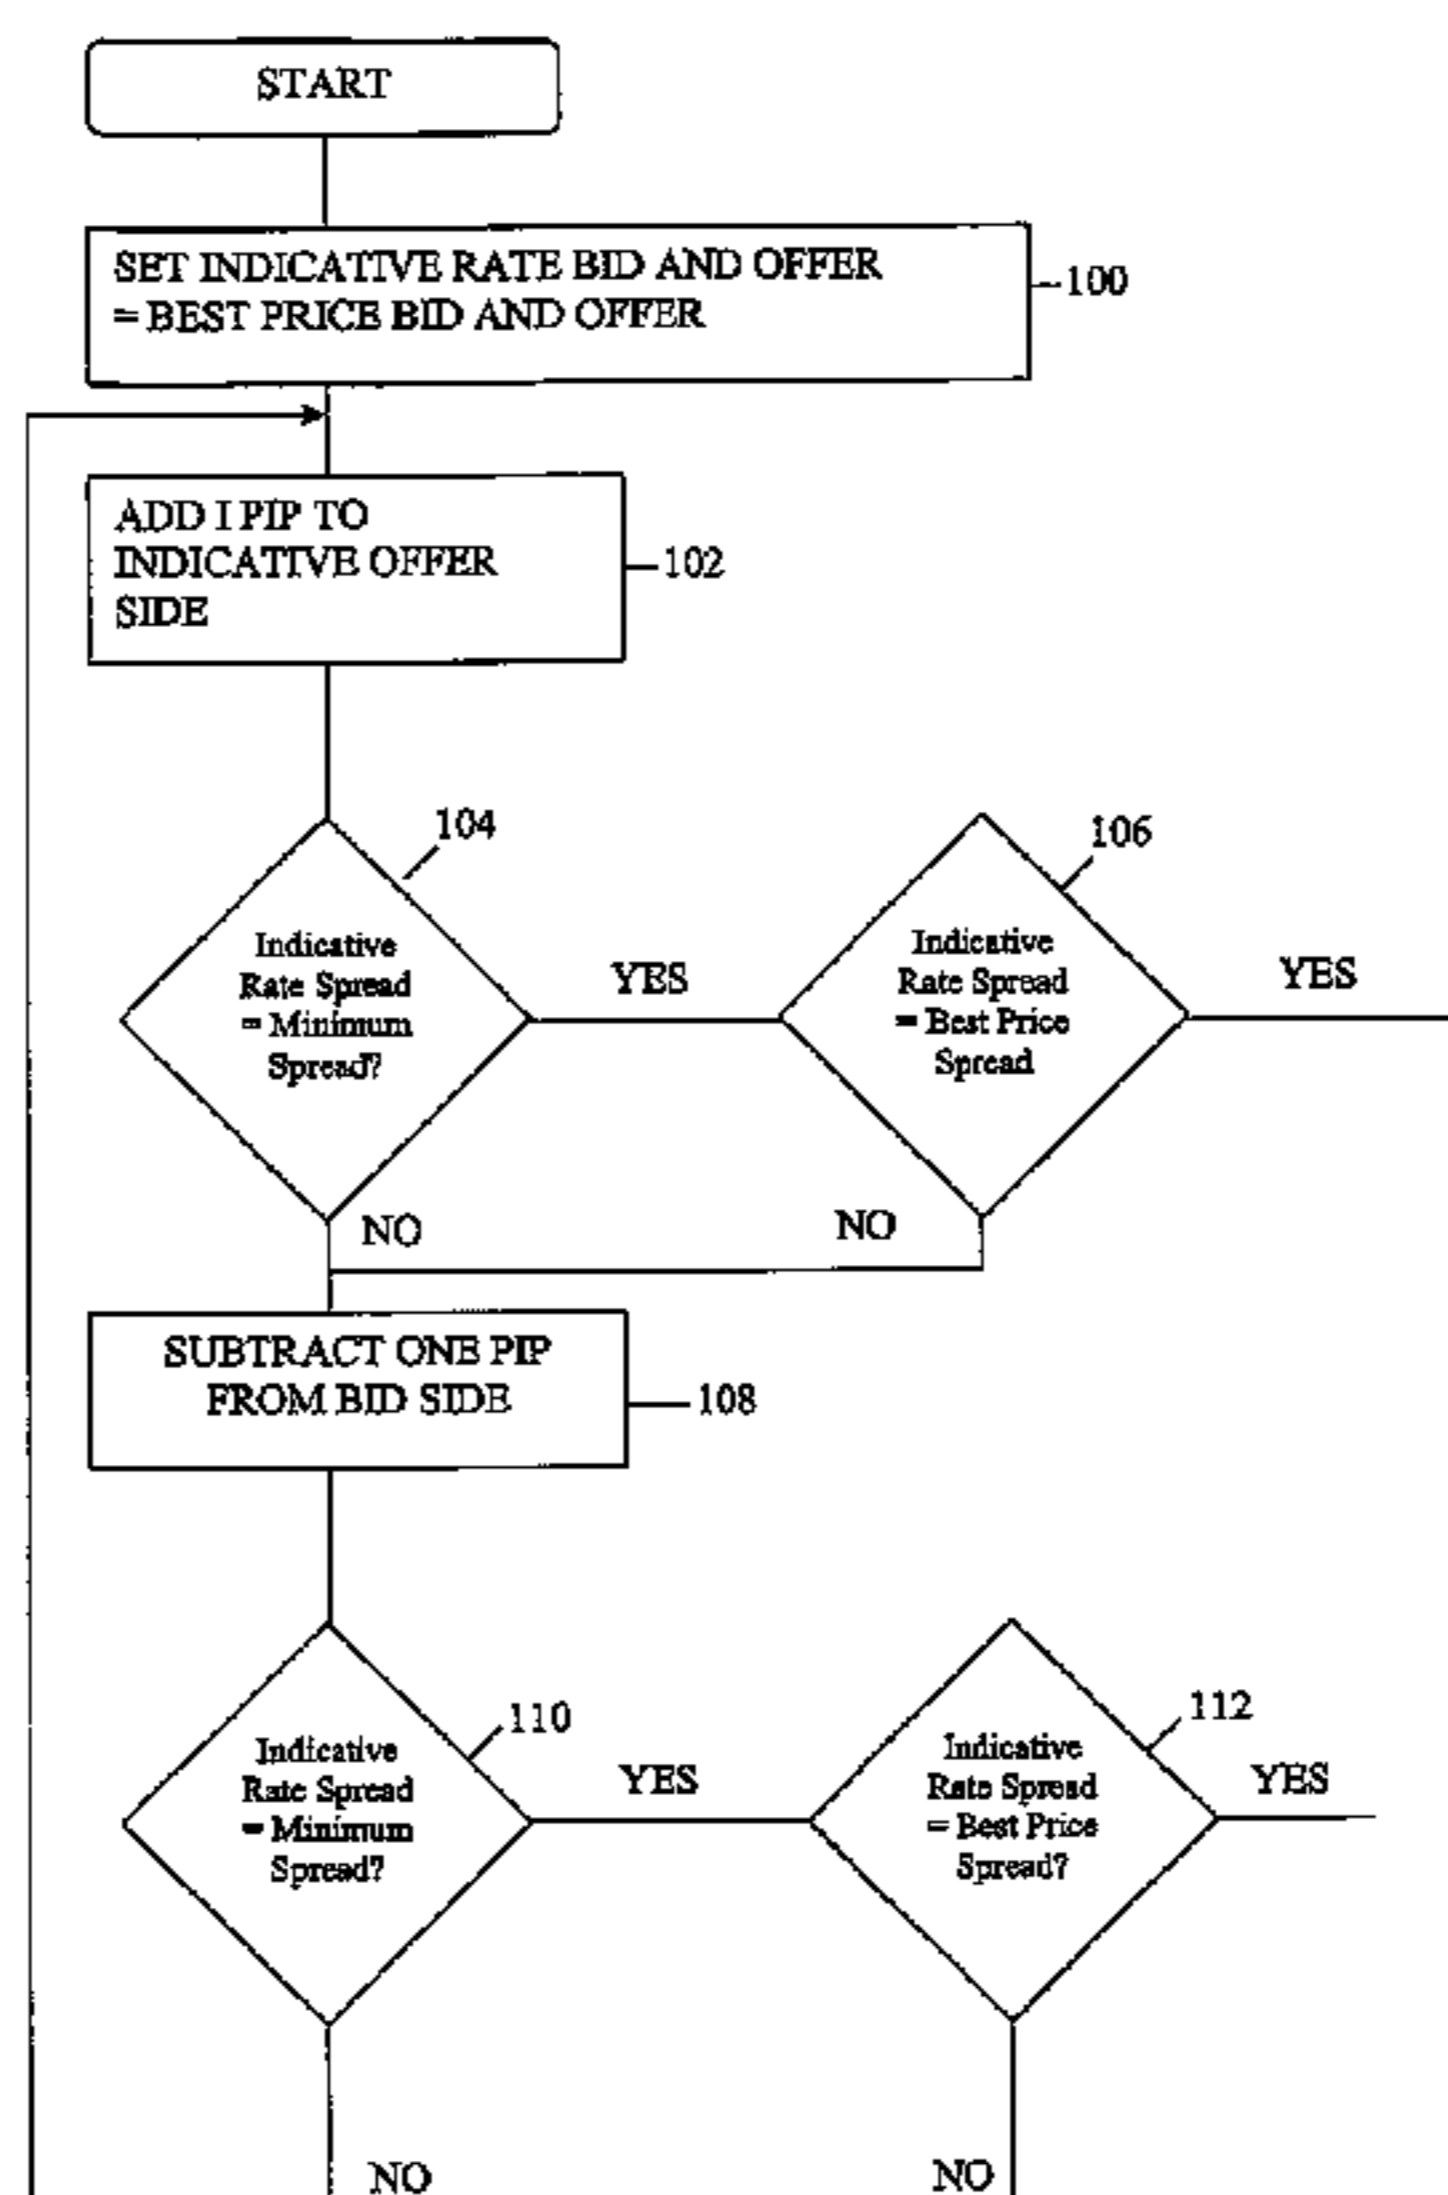 START
SET INDICATIVE RATE BID AND OFFER
= BEST PRICE BID AND OFFER
100
ADD I PIP TO
INDICATIVE OFFER
SIDE
102
104
Indicative
Rate Spread
= Minimum
Spread?
YES
106
Indicative
Rate Spread
= Best Price
Spread
YES
NO
NO
SUBTRACT ONE PIP
FROM BID SIDE
108
110
Indicative
Rate Spread
= Minimum
Spread?
YES
112
Indicative
Rate Spread
= Best Price
Spread?
YES
NO
NO